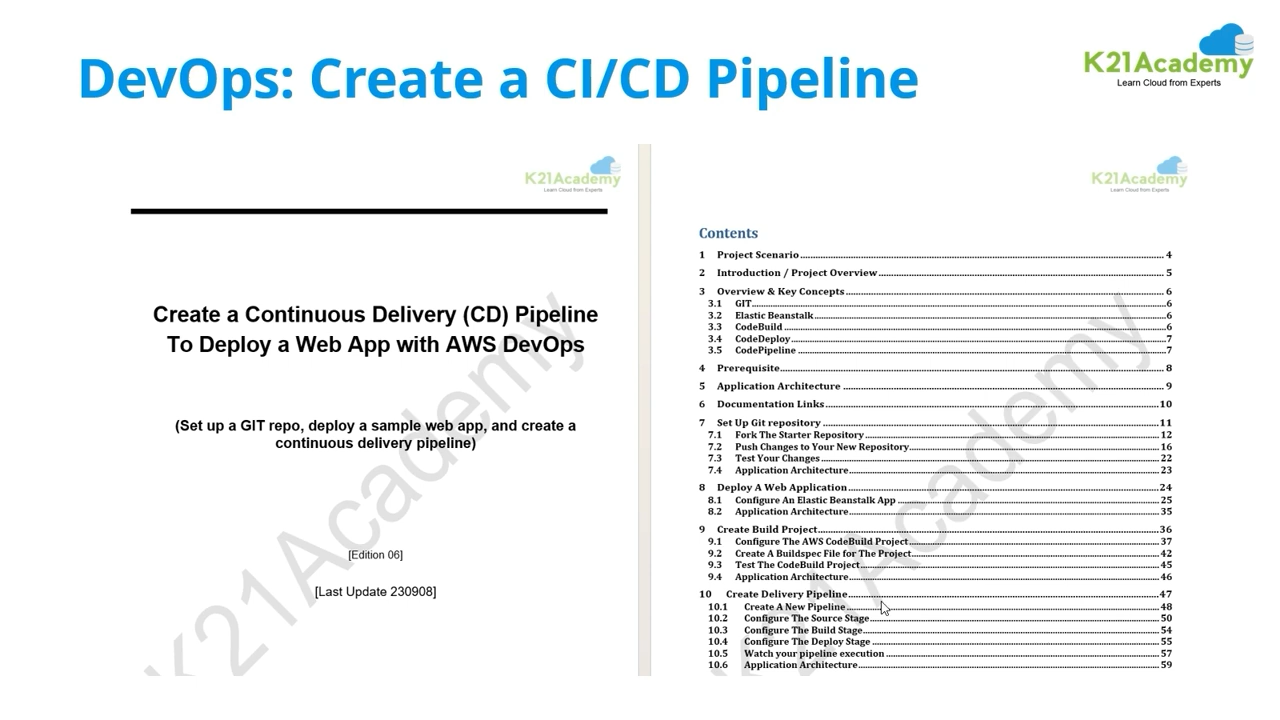 DevOps: Create a CI/CD Pipeline
K21Academy
Learn Cloud from Experts
K21Academy
Learn Cloud from Experts
Create a Continuous Delivery (CD) Pipeline
To Deploy a Web App with AWS DevOps
(Set up a GIT repo, deploy a sample web app, and create a
continuous delivery pipeline)
[Edition 06]
[Last Update 230908]
K21Academy
K21Academy
Learn Cloud from Experts
Contents
1 Project Scenario 4
2 Introduction / Project Overview 5
3 Overview & Key Concepts 6
3.1 GIT 6
3.2 Elastic Beanstalk 6
3.3 CodeBuild 6
3.4 CodeDeploy 7
3.5 CodePipeline 7
4 Prerequisite 8
5 Application Architecture 9
6 Documentation Links 10
7 Set Up Git repository 11
7.1 Fork The Starter Repository 12
7.2 Push Changes to Your New Repository 16
7.3 Test Your Changes 22
7.4 Application Architecture 23
8 Deploy A Web Application 24
8.1 Configure An Elastic Beanstalk App 25
8.2 Application Architecture 35
9 Create Build Project 36
9.1 Configure The AWS CodeBuild Project 37
9.2 Create A Buildspec File for The Project 42
9.3 Test The CodeBuild Project 45
9.4 Application Architecture 46
10 Create Delivery Pipeline 47
10.1 Create A New Pipeline 48
10.2 Configure The Source Stage 50
10.3 Configure The Build Stage 54
10.4 Configure The Deploy Stage 55
10.5 Watch your pipeline execution 57
10.6 Application Architecture 59
K21Academy